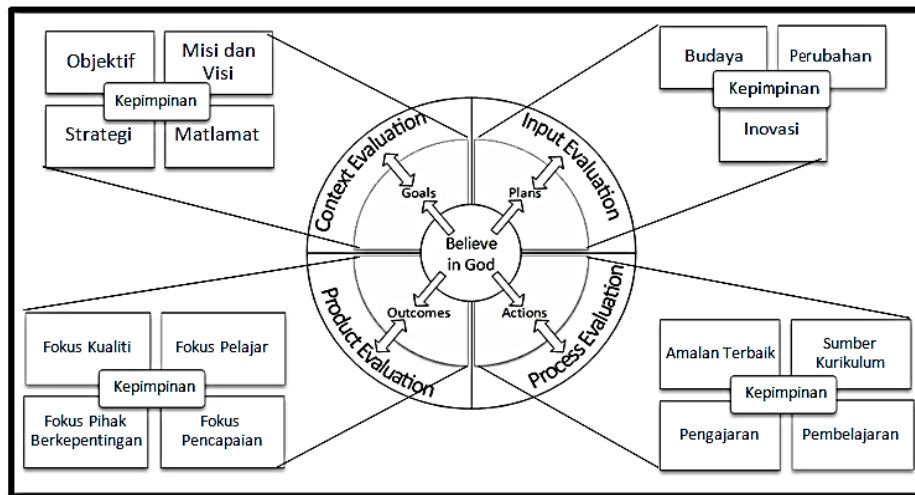 Objektif
Misi dan
Visi
Kepimpinan
Strategi
Matlamat
Budaya
Perubahan
Kepimpinan
Inovasi
Context Evaluation
Input Evaluation
Goals
Plans
Believe
in God
Outcomes
Actions
Product Evaluation
Process Evaluation
Fokus Kualiti
Fokus Pelajar
Kepimpinan
Fokus Pihak
Berkepentingan
Fokus
Pencapaian
Amalan Terbaik
Sumber
Kurikulum
Kepimpinan
Pengajaran
Pembelajaran